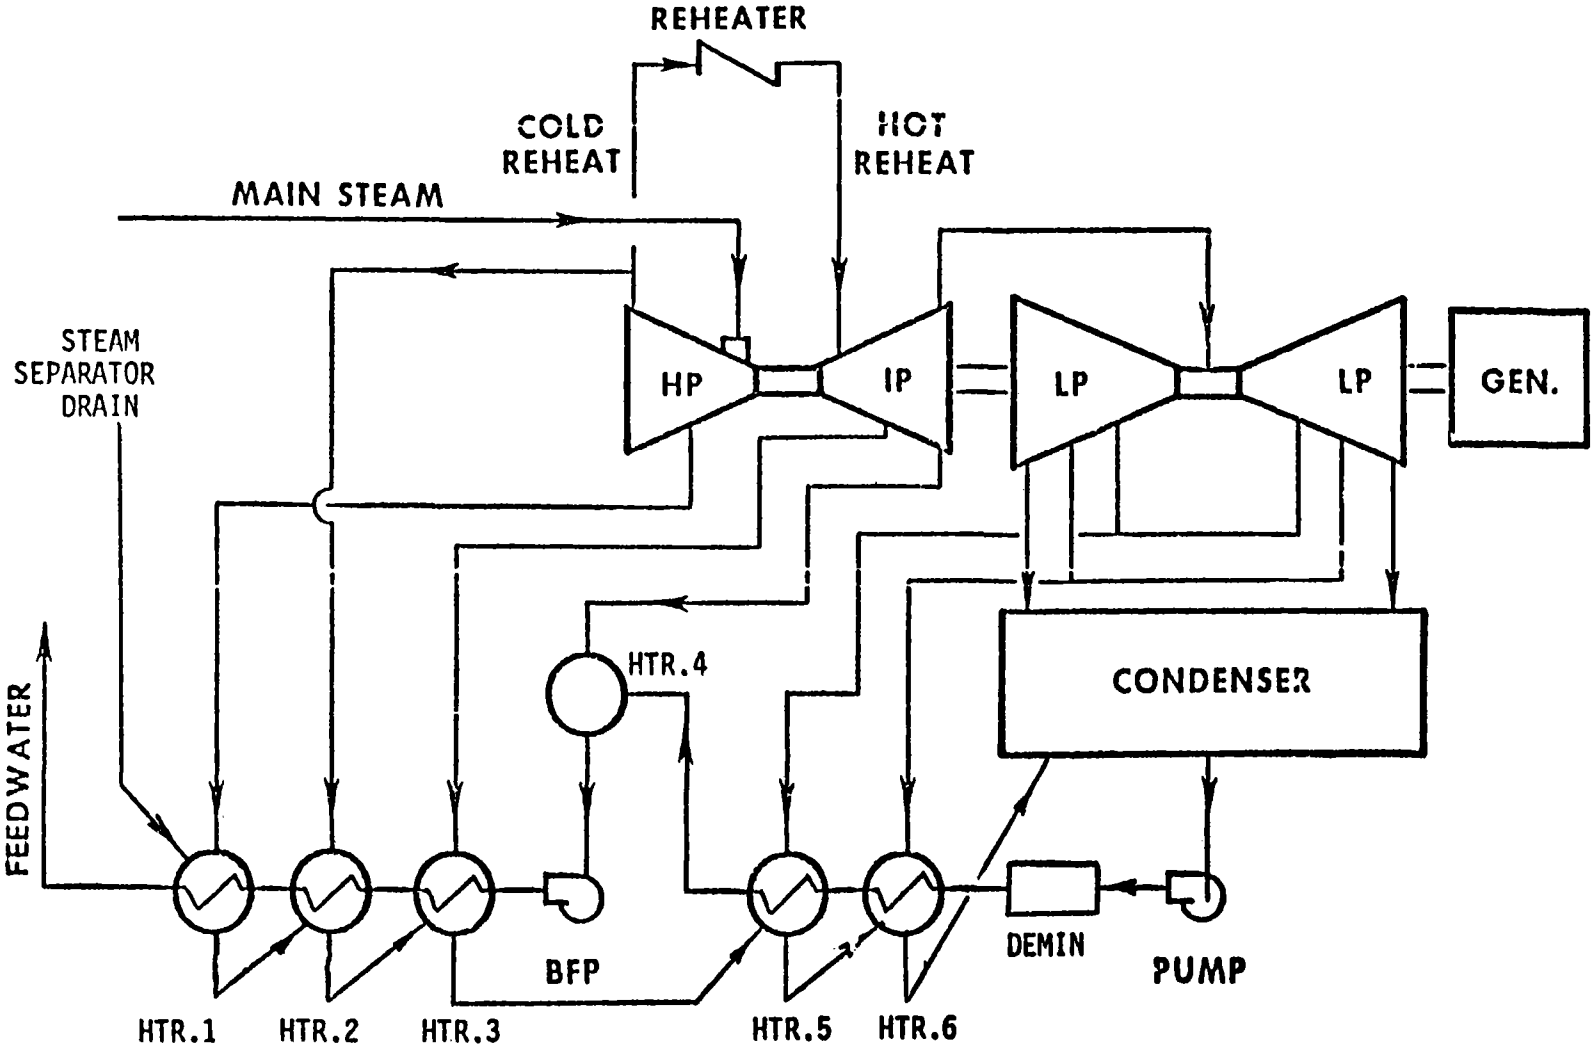 REHEATER
COLD
REHEAT
HOT
REHEAT
MAIN STEAM
STEAM
SEPARATOR
DRAIN
HP
IP
LP
LP
GEN.
HTR.4
CONDENSER
FEEDWATER
DEMIN
BFP
PUMP
HTR.1
HTR.2
HTR.3
HTR.5
HTR.6